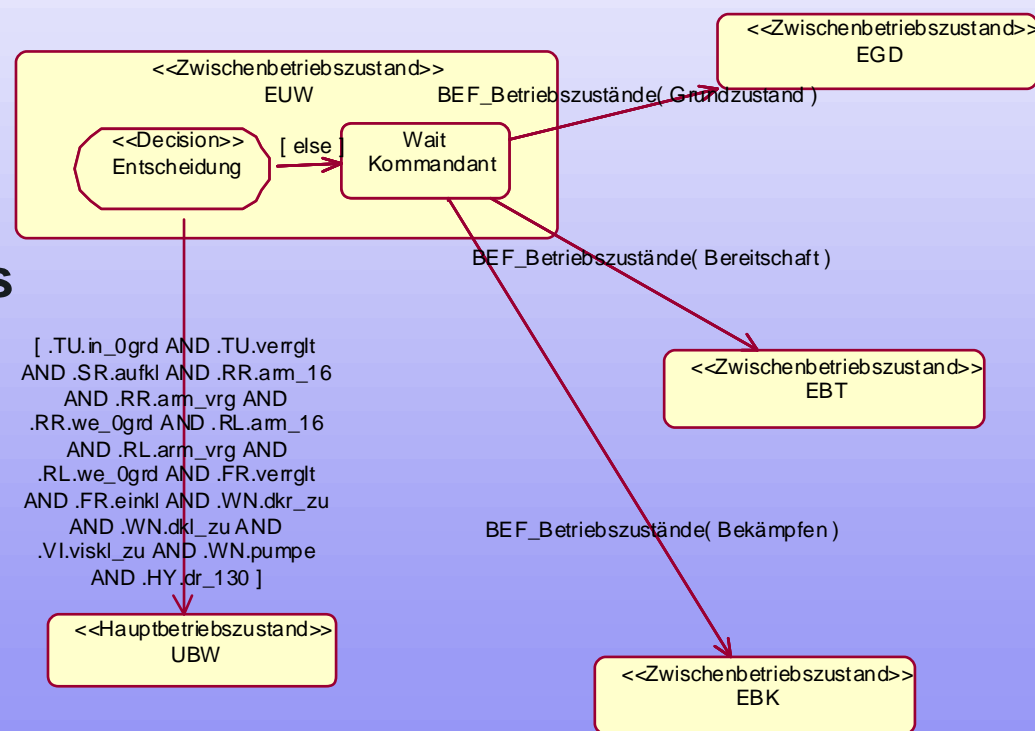 <<Zwischenbetriebszustand>>
EGD
<<Zwischenbetriebszustand>>
EUW
BEF_Betriebszustände( Grundzustand )
<<Decision>>
Entscheidung
[ else ]
Wait
Kommandant
BEF_Betriebszustände( Bereitschaft )
s
[ .TU.in_0grd AND .TU.verrglt
AND .SR.aufkl AND .RR.arm_16
AND .RR.arm_vrg AND
.RR.we_0grd AND .RL.arm_16
AND .RL.arm_vrg AND
.RL.we_0grd AND .FR.verrglt
AND .FR.einkl AND .WN.dkr_zu
AND .WN.dkl_zu AND
.VI.viskl_zu AND .WN.pumpe
AND .HY.dr_130 ]
<<Zwischenbetriebszustand>>
EBT
BEF_Betriebszustände( Bekämpfen )
<<Hauptbetriebszustand>>
UBW
<<Zwischenbetriebszustand>>
EBK